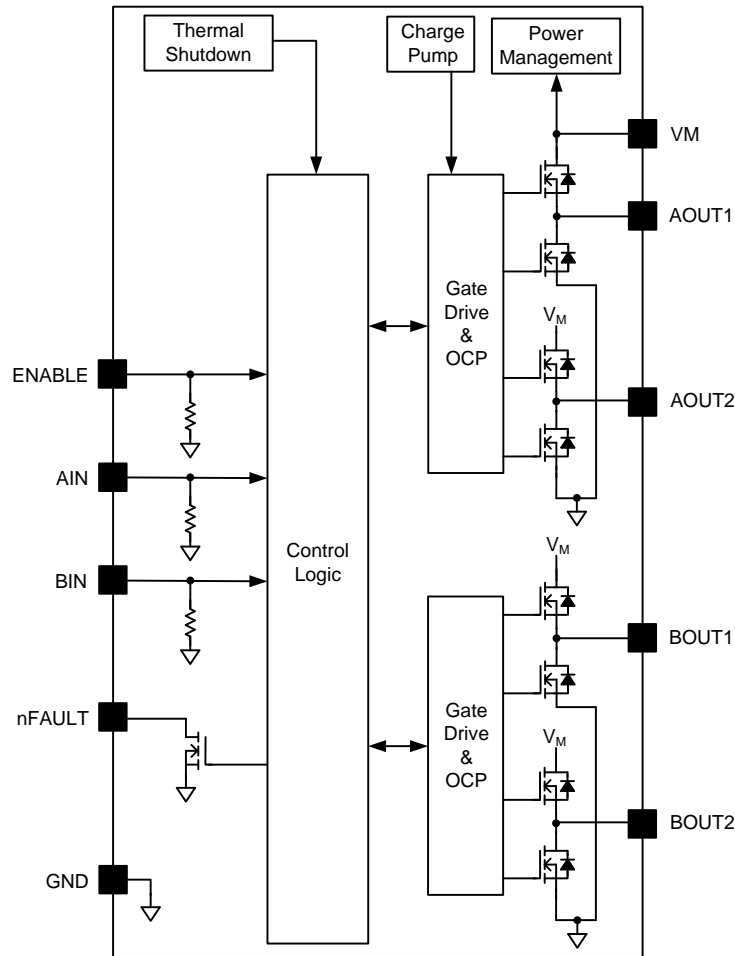 Thermal
Shutdown
Charge
Pump
Power
Management
VM
AOUT1
Gate
Drive
&
OCP
VM
ENABLE
AOUT2
AIN
Control
Logic
VM
BIN
BOUT1
nFAULT
Gate
Drive
&
OCP
VM
BOUT2
GND